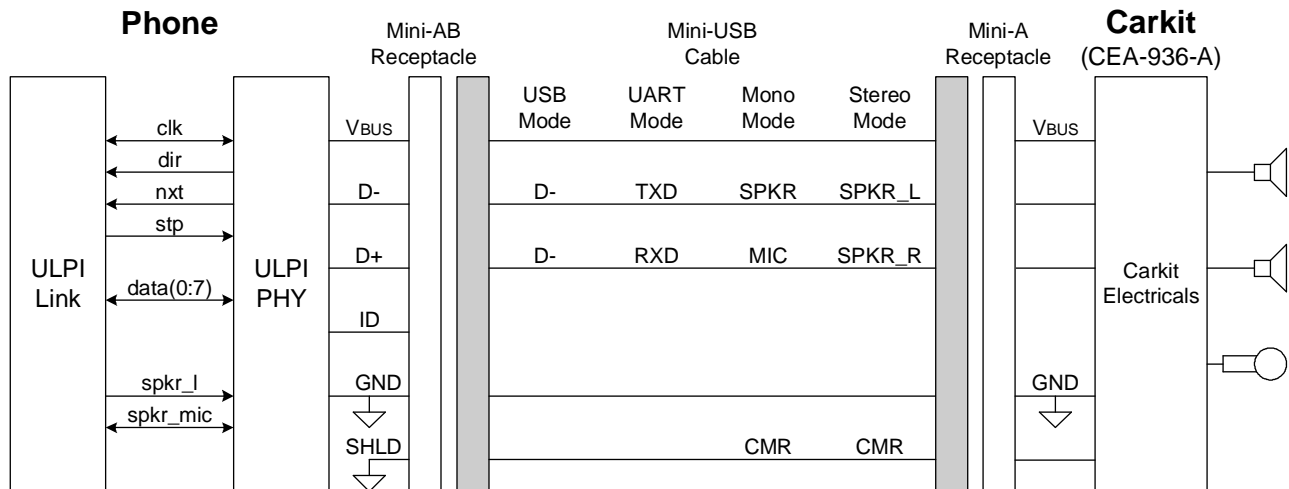 Phone
Mini-AB
Receptacle
Mini-USB
Cable
Mini-A
Receptacle
Carkit
(CEA-936-A)
USB
Mode
UART
Mode
Mono
Mode
Stereo
Mode
clk
VBUS
VBUS
dir
nxt
D-
D-
TXD
SPKR
SPKR_L
stp
ULPI
Link
ULPI
PHY
D+
D-
RXD
MIC
SPKR_R
Carkit
Electricals
data(0:7)
ID
spkr_l
GND
GND
spkr_mic
SHLD
CMR
CMR